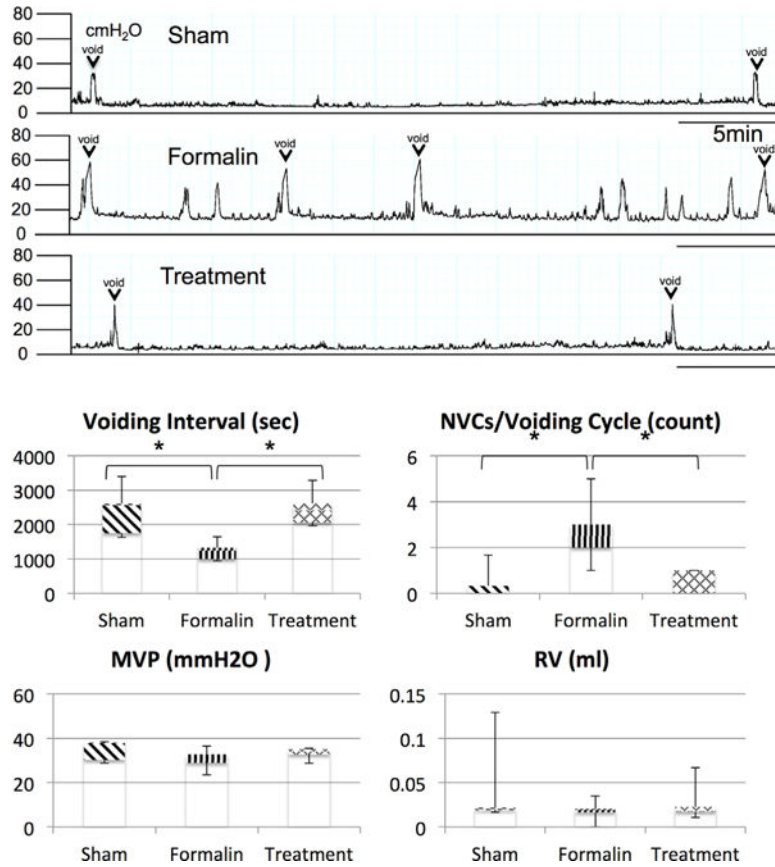 80
60
40
20
0
cmH₂O
Sham
void
void
5min
80
60
40
20
0
Formalin
void
void
void
void
80
60
40
20
0
Treatment
void
void
Voiding Interval (sec)
4000
3000
2000
1000
0
* *
Sham Formalin Treatment
NVCs/Voiding Cycle (count)
6
4
2
0
* *
Sham Formalin Treatment
MVP (mmH2O )
60
40
20
0
Sham Formalin Treatment
RV (ml)
0.15
0.1
0.05
0
Sham Formalin Treatment